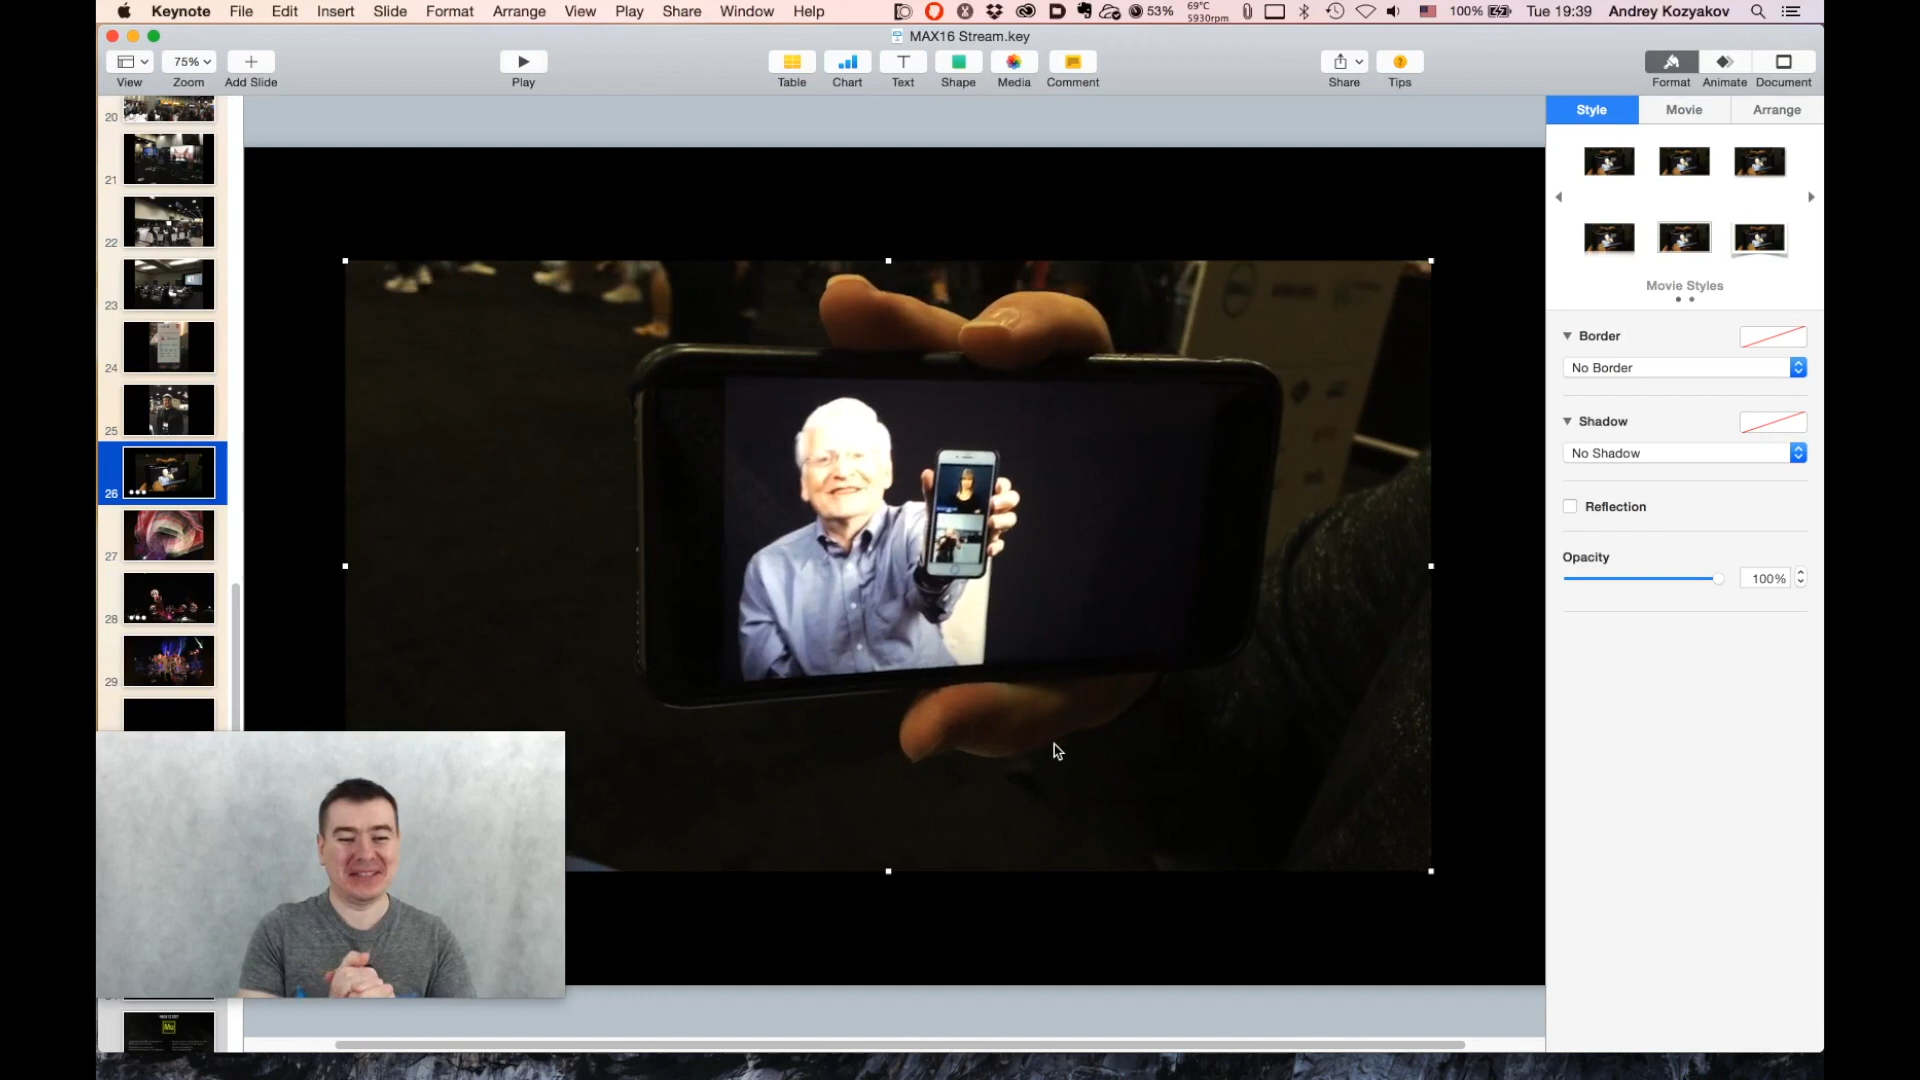 Keynote File Edit Insert Slide Format Arrange View Play Share Window Help 53% 69°C 5930rpm 100% Tue 19:39 Andrey Kozyakov
MAX16 Stream.key
75%
View Zoom Add Slide Play Table Chart Text Shape Media Comment Share Tips Format Animate Document
Style Movie Arrange
Movie Styles
Border
No Border
Shadow
No Shadow
Reflection
Opacity
100%
20
21
22
23
24
25
26
27
28
29
Mu